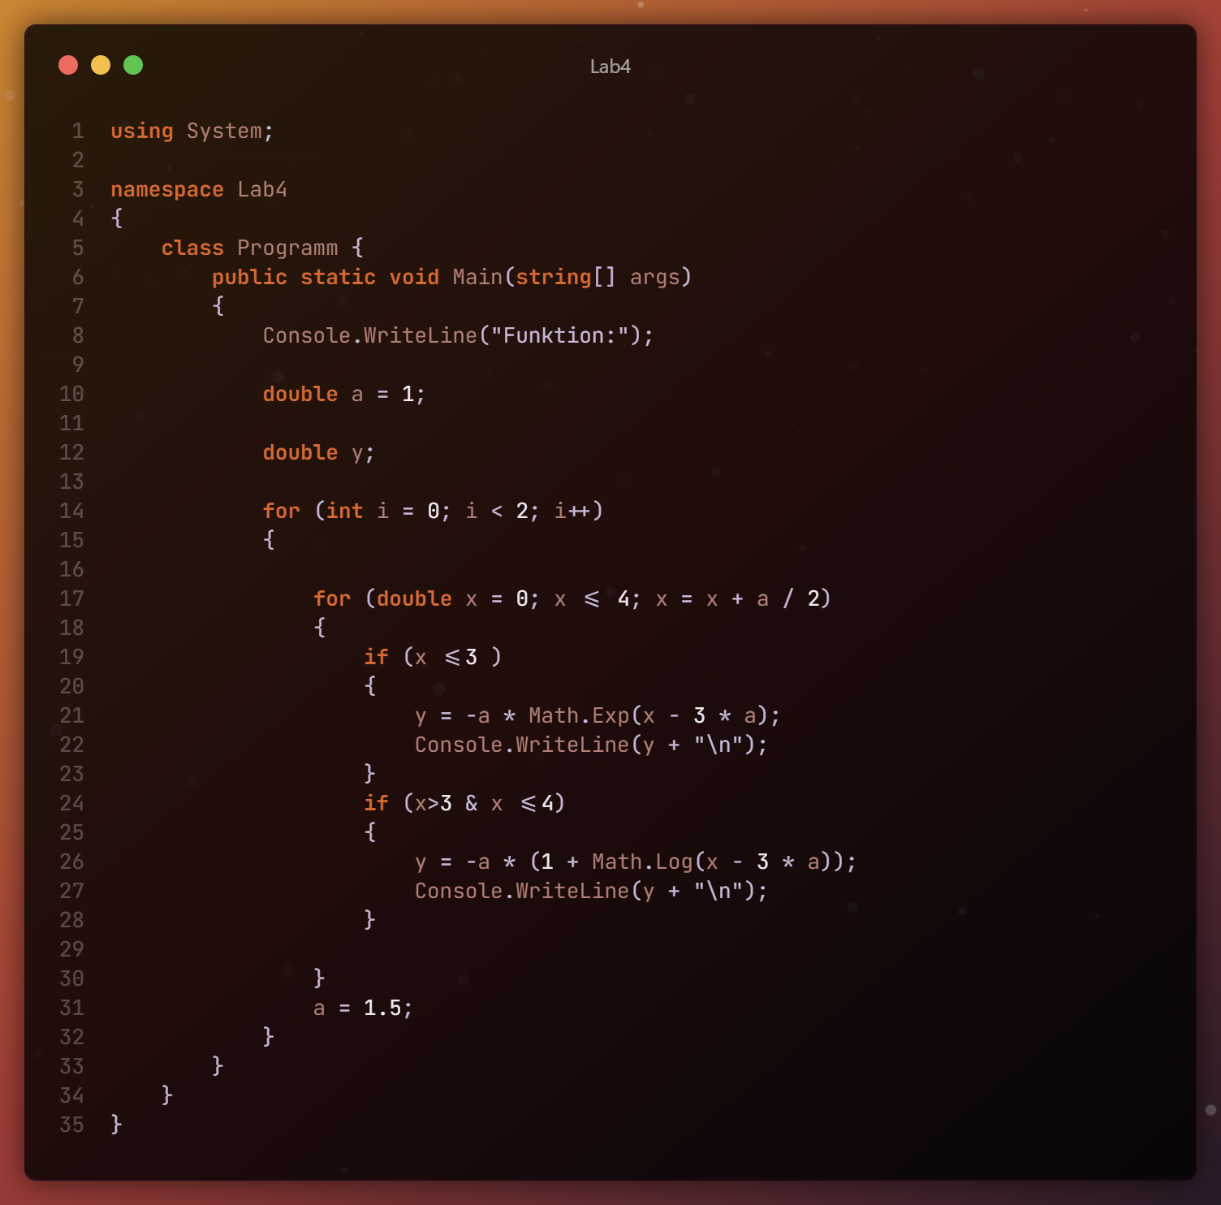 Lab4
1 using System;
2
3 namespace Lab4
4 {
5     class Programm {
6         public static void Main(string[] args)
7         {
8             Console.WriteLine("Funktion:");
9
10             double a = 1;
11
12             double y;
13
14             for (int i = 0; i < 2; i++)
15             {
16
17                 for (double x = 0; x <= 4; x = x + a / 2)
18                 {
19                     if (x <=3 )
20                     {
21                         y = -a * Math.Exp(x - 3 * a);
22                         Console.WriteLine(y + "\n");
23                     }
24                     if (x>3 & x <=4)
25                     {
26                         y = -a * (1 + Math.Log(x - 3 * a));
27                         Console.WriteLine(y + "\n");
28                     }
29
30                 }
31                 a = 1.5;
32             }
33         }
34     }
35 }